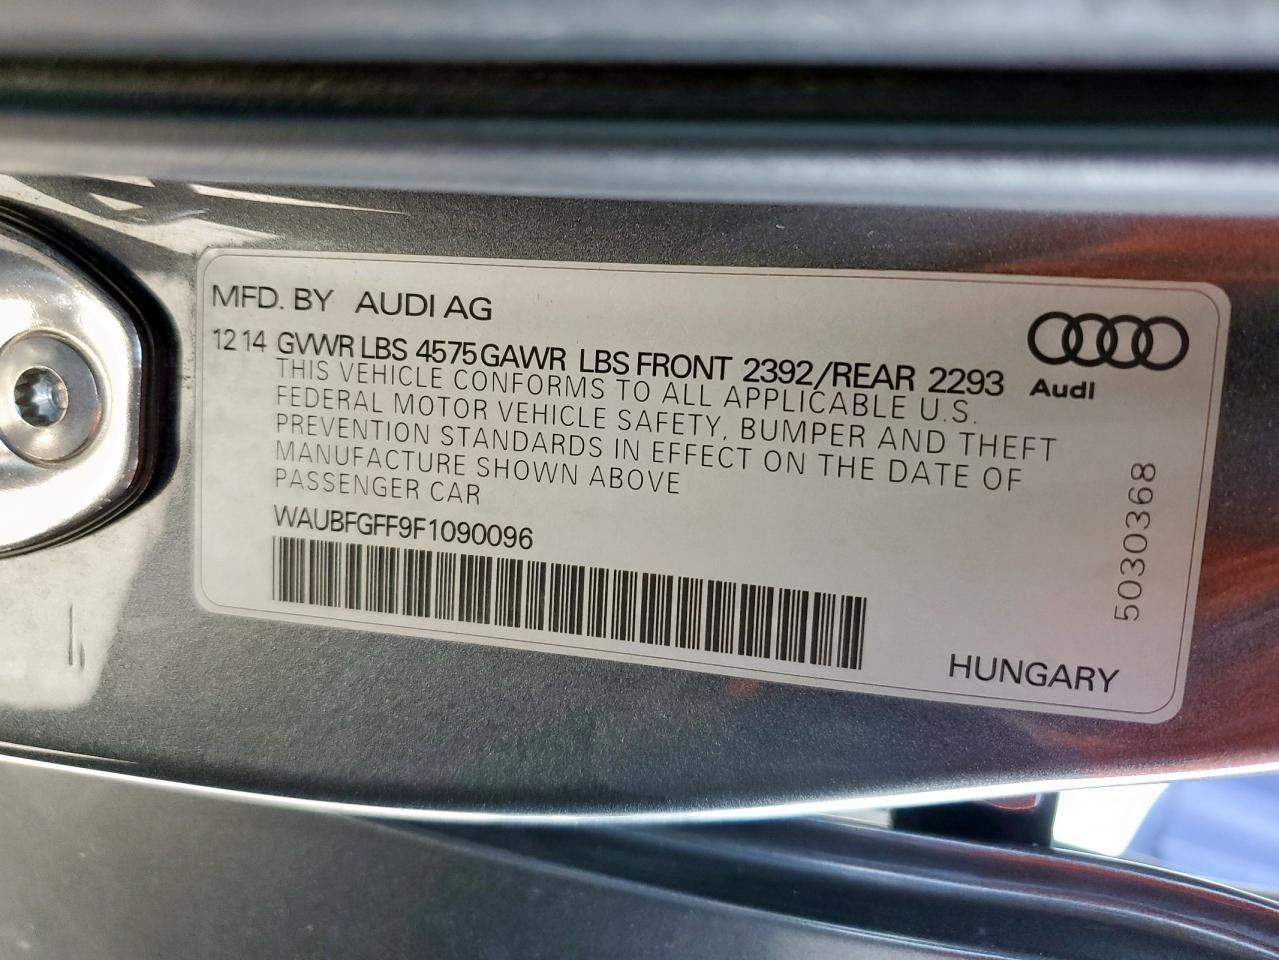 MFD. BY AUDI AG
12 14 GVWR LBS 4575 GAWR LBS FRONT 2392/REAR 2293
THIS VEHICLE CONFORMS TO ALL APPLICABLE U.S.
FEDERAL MOTOR VEHICLE SAFETY, BUMPER AND THEFT
PREVENTION STANDARDS IN EFFECT ON THE DATE OF
MANUFACTURE SHOWN ABOVE
PASSENGER CAR
WAUBFGFF9F1090096
Audi
5030368
HUNGARY